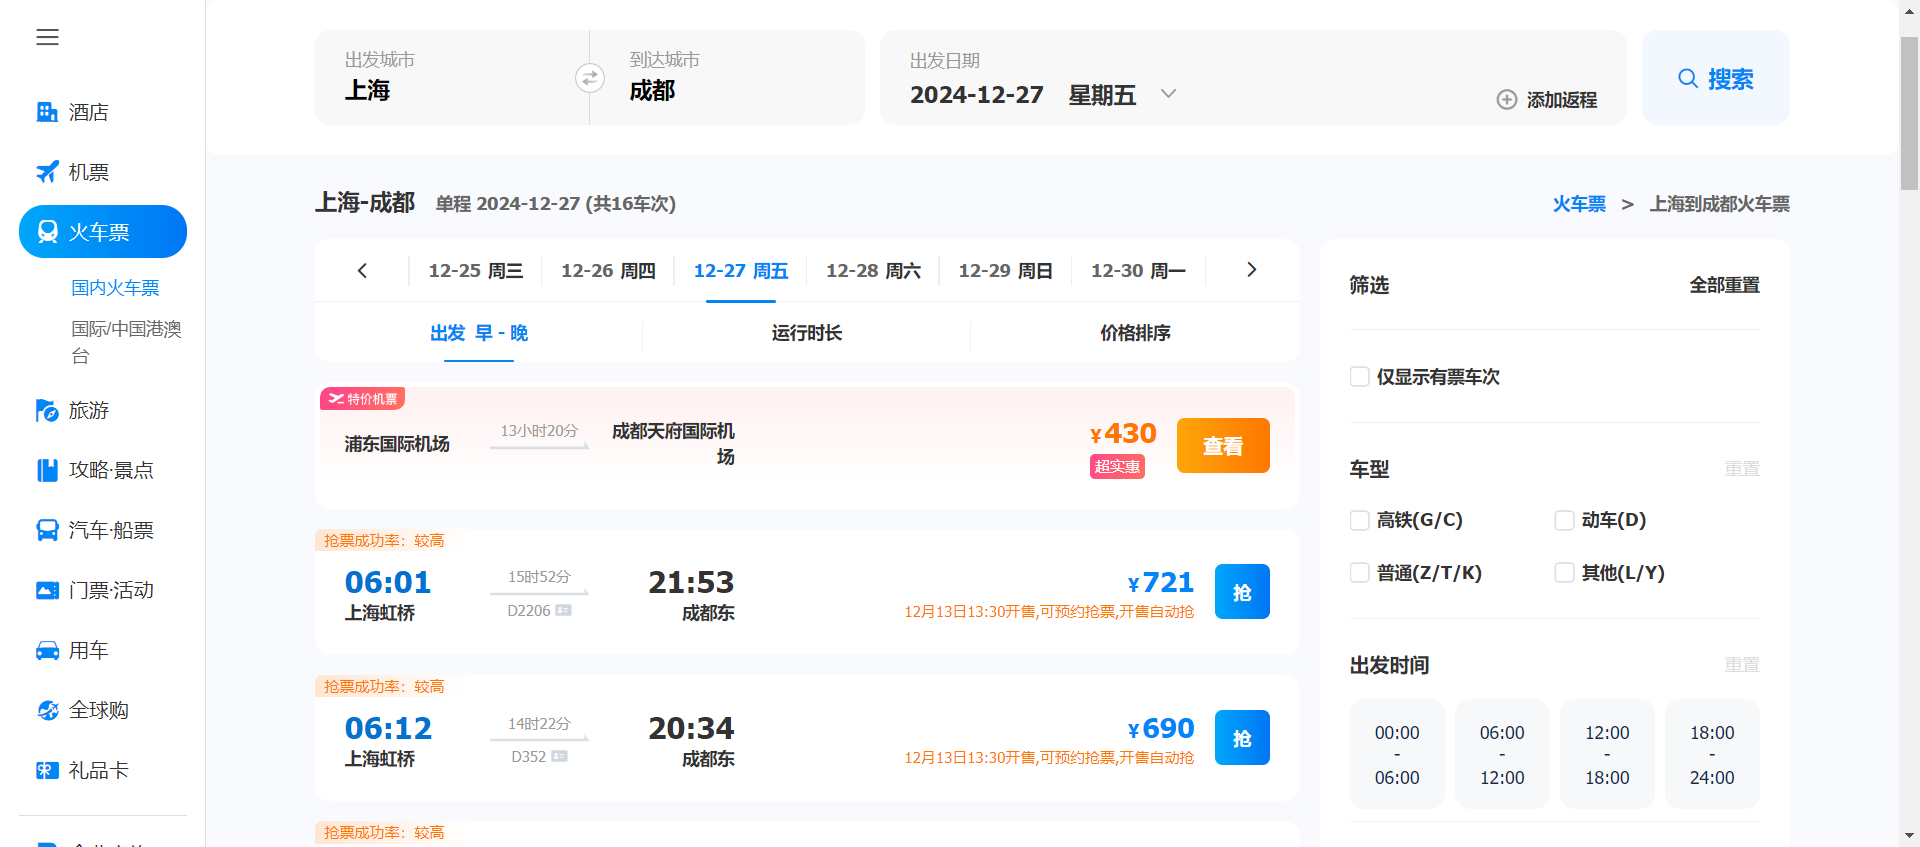 酒店
机票
火车票
国内火车票
国际/中国港澳
台
旅游
攻略·景点
汽车·船票
门票·活动
用车
全球购
礼品卡
出发城市
上海
到达城市
成都
出发日期
2024-12-27 星期五
添加返程
搜索
上海-成都 单程 2024-12-27 (共16车次)
火车票 > 上海到成都火车票
12-25 周三 12-26 周四 12-27 周五 12-28 周六 12-29 周日 12-30 周一
出发 早 - 晚 运行时长 价格排序
特价机票
浦东国际机场
13小时20分
成都天府国际机
场
¥430
超实惠
查看
抢票成功率：较高
06:01
上海虹桥
15时52分
D2206
21:53
成都东
¥721
12月13日13:30开售,可预约抢票,开售自动抢
抢
抢票成功率：较高
06:12
上海虹桥
14时22分
D352
20:34
成都东
¥690
12月13日13:30开售,可预约抢票,开售自动抢
抢
抢票成功率：较高
筛选 全部重置
仅显示有票车次
车型 重置
高铁(G/C) 动车(D)
普通(Z/T/K) 其他(L/Y)
出发时间 重置
00:00 06:00 12:00 18:00
- - - -
06:00 12:00 18:00 24:00